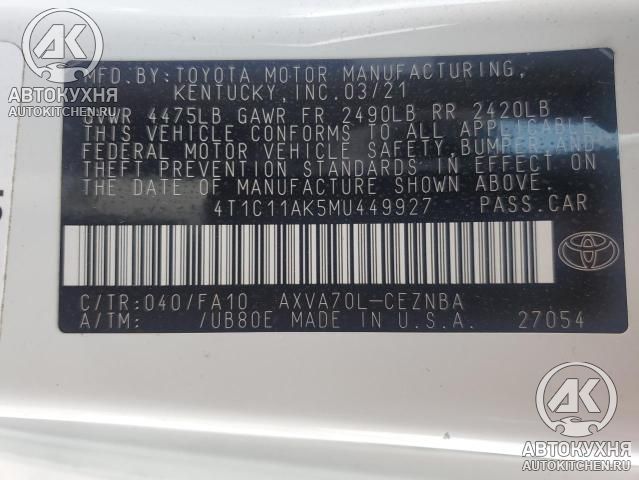 MFD.BY:TOYOTA MOTOR MANUFACTURING,
KENTUCKY,INC.03/21
GVWR 4475LB GAWR FR 2490LB RR 2420LB
THIS VEHICLE CONFORMS TO ALL APPLICABLE
FEDERAL MOTOR VEHICLE SAFETY,BUMPER,AND
THEFT PREVENTION STANDARDS IN EFFECT ON
THE DATE OF MANUFACTURE SHOWN ABOVE.
4T1C11AK5MU449927 PASS.CAR
C/TR:040/FA10 AXVA70L-CEZNBA
A/TM: /UB80E MADE IN U.S.A. 27054
AK
АВТОКУХНЯ
AUTOKITCHEN.RU
AK
АВТОКУХНЯ
AUTOKITCHEN.RU